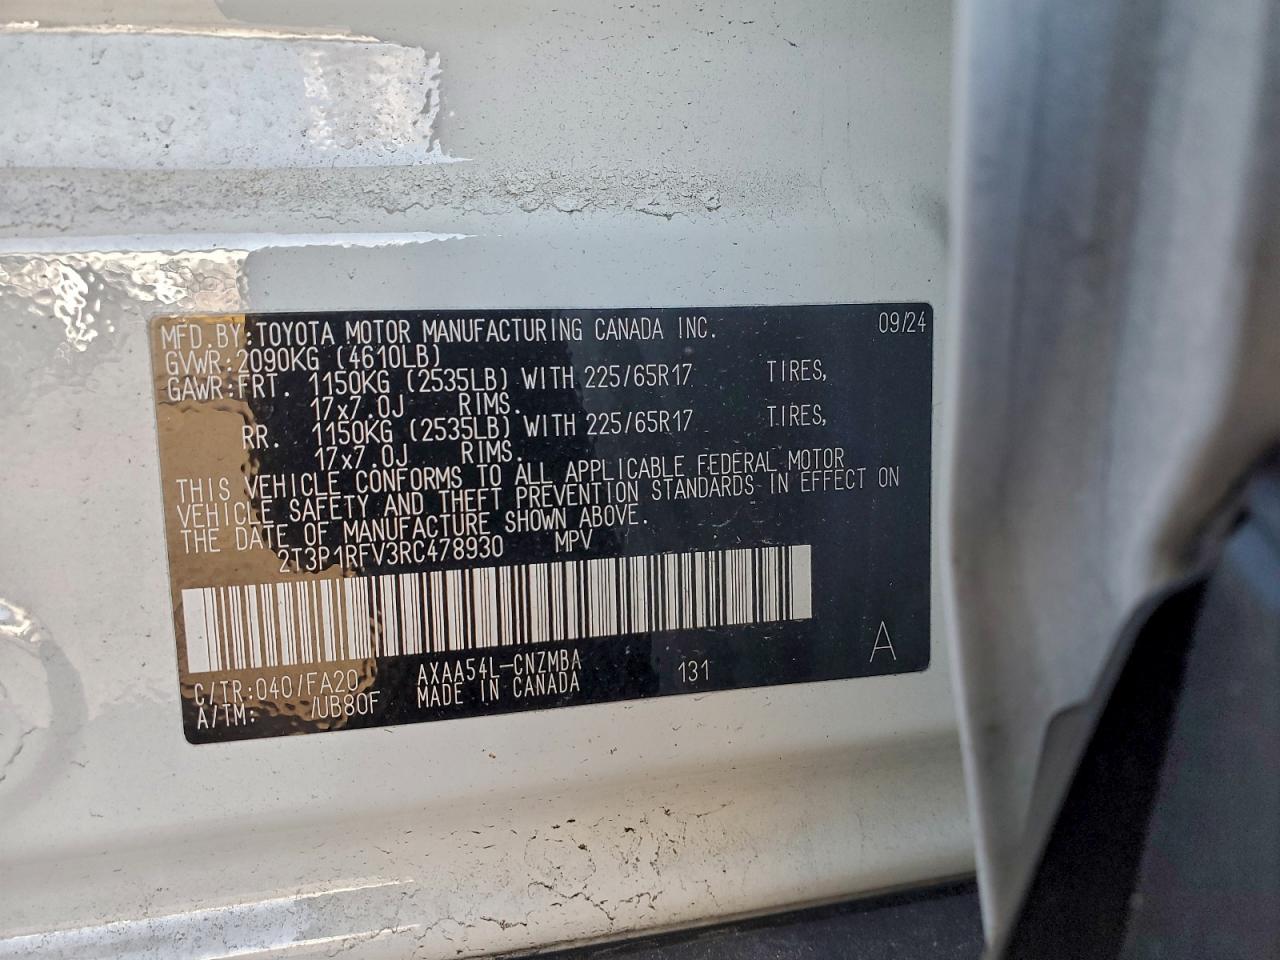 MFD.BY:TOYOTA MOTOR MANUFACTURING CANADA INC. 09/24
GVWR:2090KG (4610LB)
GAWR:FRT. 1150KG (2535LB) WITH 225/65R17 TIRES,
17x7.0J RIMS.
RR. 1150KG (2535LB) WITH 225/65R17 TIRES,
17x7.0J RIMS.
THIS VEHICLE CONFORMS TO ALL APPLICABLE FEDERAL MOTOR
VEHICLE SAFETY AND THEFT PREVENTION STANDARDS IN EFFECT ON
THE DATE OF MANUFACTURE SHOWN ABOVE.
2T3P1RFV3RC478930 MPV
C/TR:040/FA20 AXAA54L-CNZMBA 131 A
A/TM: /UB80F MADE IN CANADA